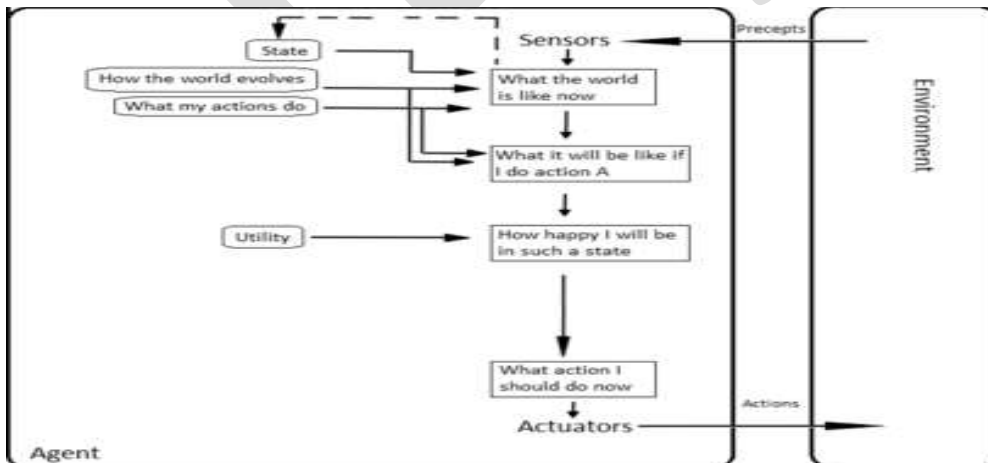 Sensors
Precepts
State
How the world evolves
What my actions do
What the world
is like now
What it will be like if
I do action A
Utility
How happy I will be
in such a state
What action I
should do now
Actuators
Actions
Agent
Environment